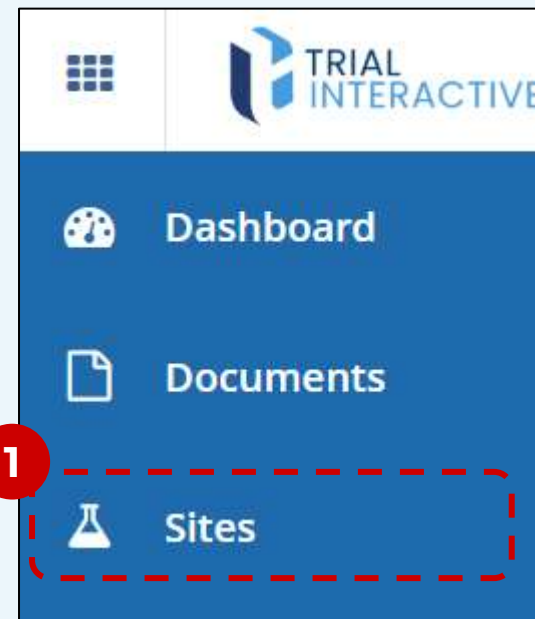 TRIAL
INTERACTIVE
Dashboard
Documents
1
Sites